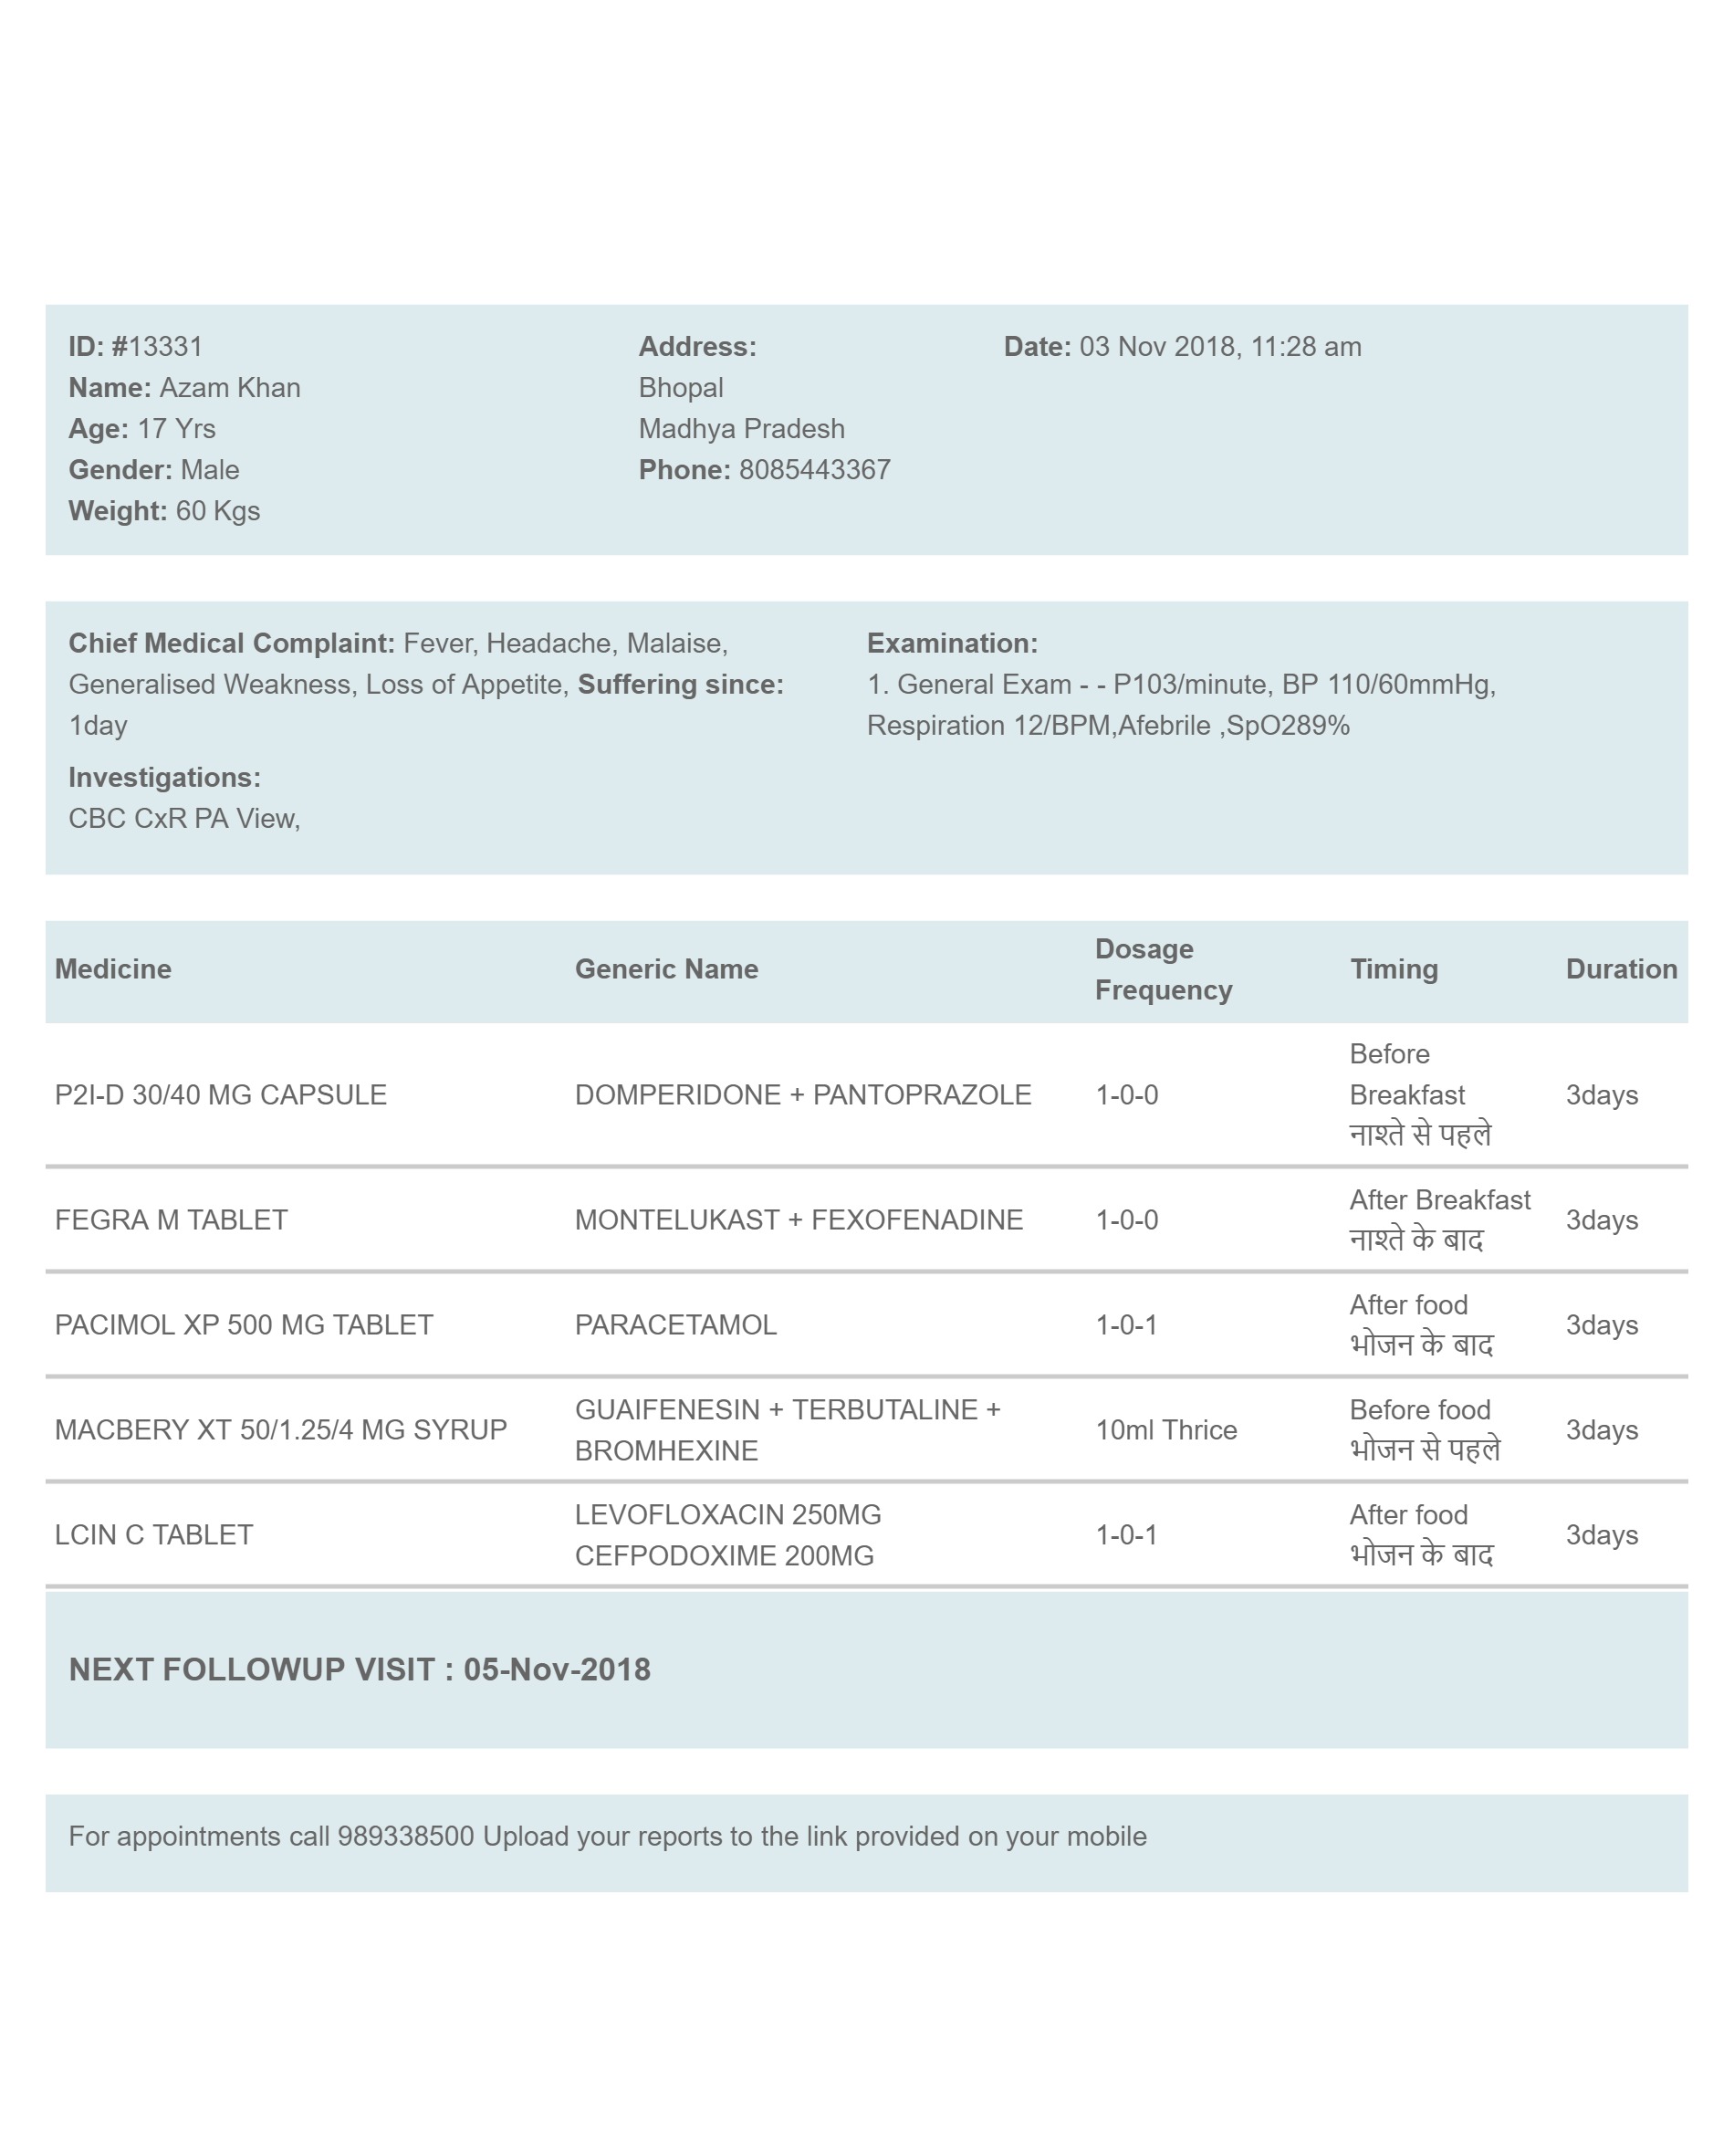 ID: #13331
Name: Azam Khan
Age: 17 Yrs
Gender: Male
Weight: 60 Kgs
Address:
Bhopal
Madhya Pradesh
Phone: 8085443367
Date: 03 Nov 2018, 11:28 am
Chief Medical Complaint: Fever, Headache, Malaise,
Generalised Weakness, Loss of Appetite, Suffering since:
1day
Investigations:
CBC CxR PA View,
Examination:
1. General Exam - - P103/minute, BP 110/60mmHg,
Respiration 12/BPM,Afebrile ,SpO289%
Medicine Generic Name Dosage Frequency Timing Duration
P2I-D 30/40 MG CAPSULE DOMPERIDONE + PANTOPRAZOLE 1-0-0 Before Breakfast नाश्ते से पहले 3days
FEGRA M TABLET MONTELUKAST + FEXOFENADINE 1-0-0 After Breakfast नाश्ते के बाद 3days
PACIMOL XP 500 MG TABLET PARACETAMOL 1-0-1 After food भोजन के बाद 3days
MACBERY XT 50/1.25/4 MG SYRUP GUAIFENESIN + TERBUTALINE + BROMHEXINE 10ml Thrice Before food भोजन से पहले 3days
LCIN C TABLET LEVOFLOXACIN 250MG CEFPODOXIME 200MG 1-0-1 After food भोजन के बाद 3days
NEXT FOLLOWUP VISIT : 05-Nov-2018
For appointments call 989338500 Upload your reports to the link provided on your mobile